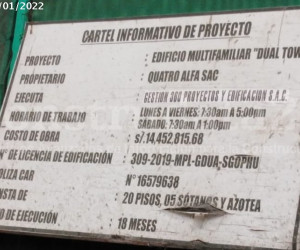 /01/2022
CARTEL INFORMATIVO DE PROYECTO
PROYECTO : EDIFICIO MULTIFAMILIAR "DUAL TOW
PROPIETARIO : QUATRO ALFA SAC
EJECUTA : GESTION 360 PROYECTOS Y EDIFICACION S.A.C.
HORARIO DE TRABAJO : LUNES A VIERNES: 7:30am A 5:00pm
SABADO: 7:30am A 1:00pm
COSTO DE OBRA : S/.14,452,815.68
N° DE LICENCIA DE EDIFICACIÓN : 309-2019-MPL-GDUA-SGOPHU
OLIZA CAR : N° 16579638
NSTA DE : 20 PISOS, 05 SOTANOS Y AZOTEA
O DE EJECUCIÓN : 18 MESES